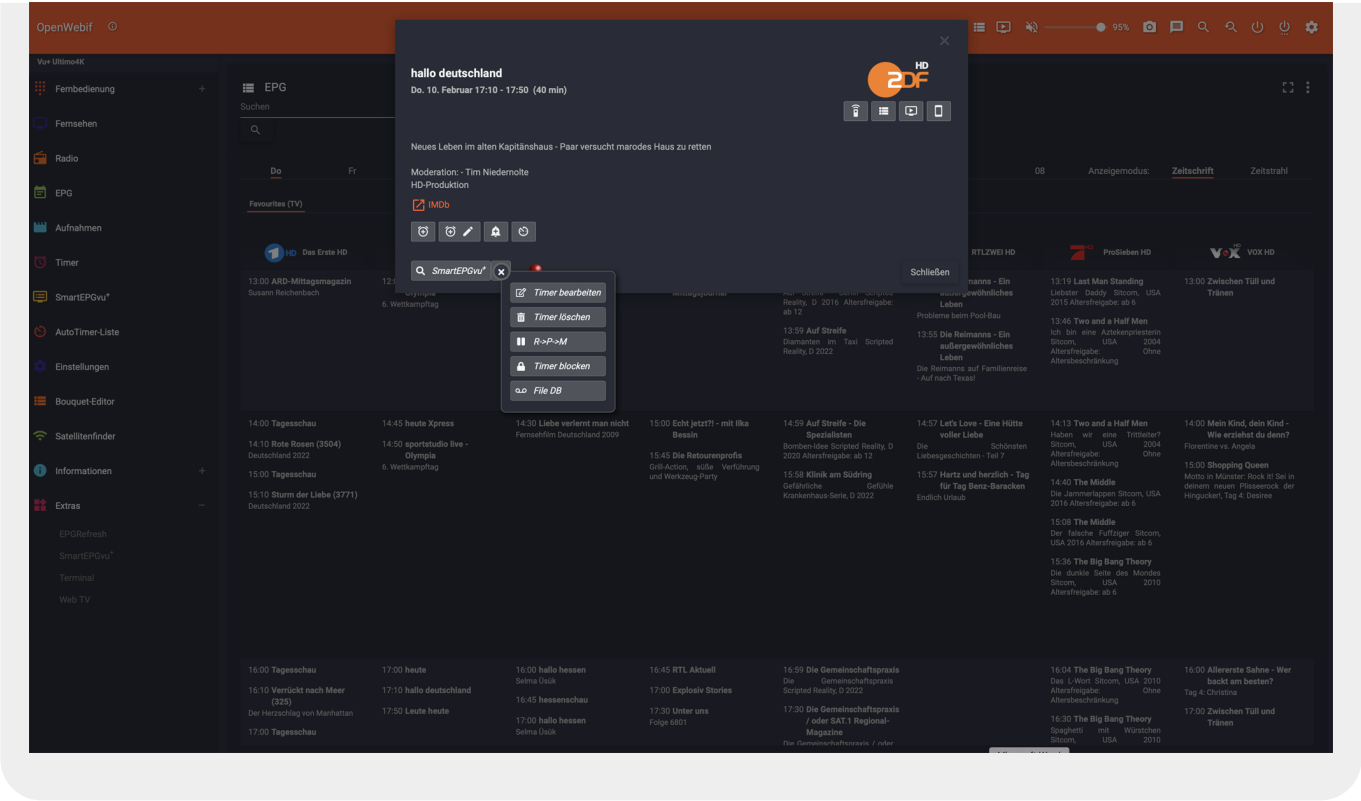 OpenWebif
95%
Vu+ Ultimo4K
Fernbedienung
Fernsehen
Radio
EPG
Aufnahmen
Timer
SmartEPGvu+
AutoTimer-Liste
Einstellungen
Bouquet-Editor
Satellitenfinder
Informationen
Extras
EPGRefresh
SmartEPGvu+
Terminal
Web TV
EPG
Suchen
Do
Fr
08
Anzeigemodus:
Zeitschrift
Zeitstrahl
Favourites (TV)
hallo deutschland
Do. 10. Februar 17:10 - 17:50 (40 min)
ZDF HD
Neues Leben im alten Kapitänshaus - Paar versucht marodes Haus zu retten
Moderation: - Tim Niedernolte
HD-Produktion
IMDb
SmartEPGvu+
Schließen
Timer bearbeiten
Timer löschen
R->P->M
Timer blocken
File DB
HD Das Erste HD
RTLZWEI HD
HD ProSieben HD
VOX HD VOX HD
13:00 ARD-Mittagsmagazin
Susann Reichenbach
Olympia
6. Wettkampftag
Mittagsjournal
Reality, D 2016 Altersfreigabe:
ab 12
13:59 Auf Streife
Diamanten im Taxi Scripted
Reality, D 2022
außergewöhnliches
Leben
Probleme beim Pool-Bau
13:55 Die Reimanns - Ein
außergewöhnliches
Leben
Die Reimanns auf Familienreise
- Auf nach Texas!
13:19 Last Man Standing
Liebster Daddy Sitcom, USA
2015 Altersfreigabe: ab 6
13:46 Two and a Half Men
Ich bin eine Aztekenpriesterin
Sitcom, USA 2004
Altersfreigabe: Ohne
Altersbeschränkung
13:00 Zwischen Tüll und
Tränen
14:00 Tagesschau
14:10 Rote Rosen (3504)
Deutschland 2022
15:00 Tagesschau
15:10 Sturm der Liebe (3771)
Deutschland 2022
14:45 heute Xpress
14:50 sportstudio live -
Olympia
6. Wettkampftag
14:30 Liebe verlernt man nicht
Fernsehfilm Deutschland 2009
15:00 Echt jetzt?! - mit Ilka
Bessin
15:45 Die Retourenprofis
Grill-Action, süße Verführung
und Werkzeug-Party
14:59 Auf Streife - Die
Spezialisten
Bomben-Idee Scripted Reality, D
2020 Altersfreigabe: ab 12
15:58 Klinik am Südring
Gefährliche Gefühle
Krankenhaus-Serie, D 2022
14:57 Let's Love - Eine Hütte
voller Liebe
Die Schönsten
Liebesgeschichten - Teil 7
15:57 Hartz und herzlich - Tag
für Tag Benz-Baracken
Endlich Urlaub
14:13 Two and a Half Men
Haben wir eine Trittleiter?
Sitcom, USA 2004
Altersfreigabe: Ohne
Altersbeschränkung
14:40 The Middle
Die Jammerlappen Sitcom, USA
2016 Altersfreigabe: ab 6
15:08 The Middle
Der falsche Fuffziger Sitcom,
USA 2016 Altersfreigabe: ab 6
15:36 The Big Bang Theory
Die dunkle Seite des Mondes
Sitcom, USA 2010
Altersfreigabe: ab 6
14:00 Mein Kind, dein Kind -
Wie erziehst du denn?
Florentine vs. Angela
15:00 Shopping Queen
Motto in Münster: Rock it! Sei in
deinem neuen Plisseerock der
Hingucker!, Tag 4: Desiree
16:00 Tagesschau
16:10 Verrückt nach Meer
(325)
Der Herzschlag von Manhattan
17:00 Tagesschau
17:00 heute
17:10 hallo deutschland
17:50 Leute heute
16:00 hallo hessen
Selma Üsük
16:45 hessenschau
17:00 hallo hessen
Selma Üsük
16:45 RTL Aktuell
17:00 Explosiv Stories
17:30 Unter uns
Folge 6801
16:59 Die Gemeinschaftspraxis
Die Gemeinschaftspraxis
Scripted Reality, D 2022
17:30 Die Gemeinschaftspraxis
/ oder SAT.1 Regional-
Magazine
Die Gemeinschaftspraxis / oder
16:04 The Big Bang Theory
Das L-Wort Sitcom, USA 2010
Altersfreigabe: Ohne
Altersbeschränkung
16:30 The Big Bang Theory
Spaghetti mit Würstchen
Sitcom, USA 2010
16:00 Allererste Sahne - Wer
backt am besten?
Tag 4: Christina
17:00 Zwischen Tüll und
Tränen